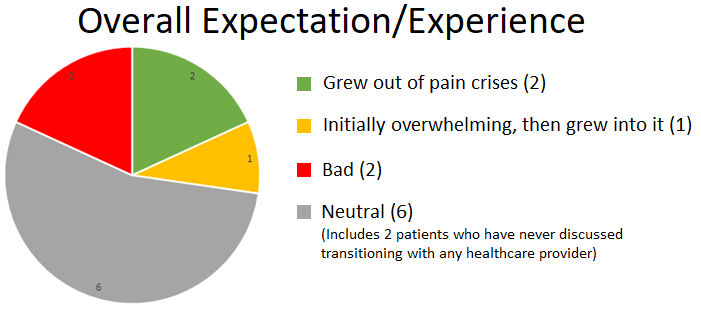 Overall Expectation/Experience
2
2
1
6
Grew out of pain crises (2)
Initially overwhelming, then grew into it (1)
Bad (2)
Neutral (6)
(Includes 2 patients who have never discussed
transitioning with any healthcare provider)